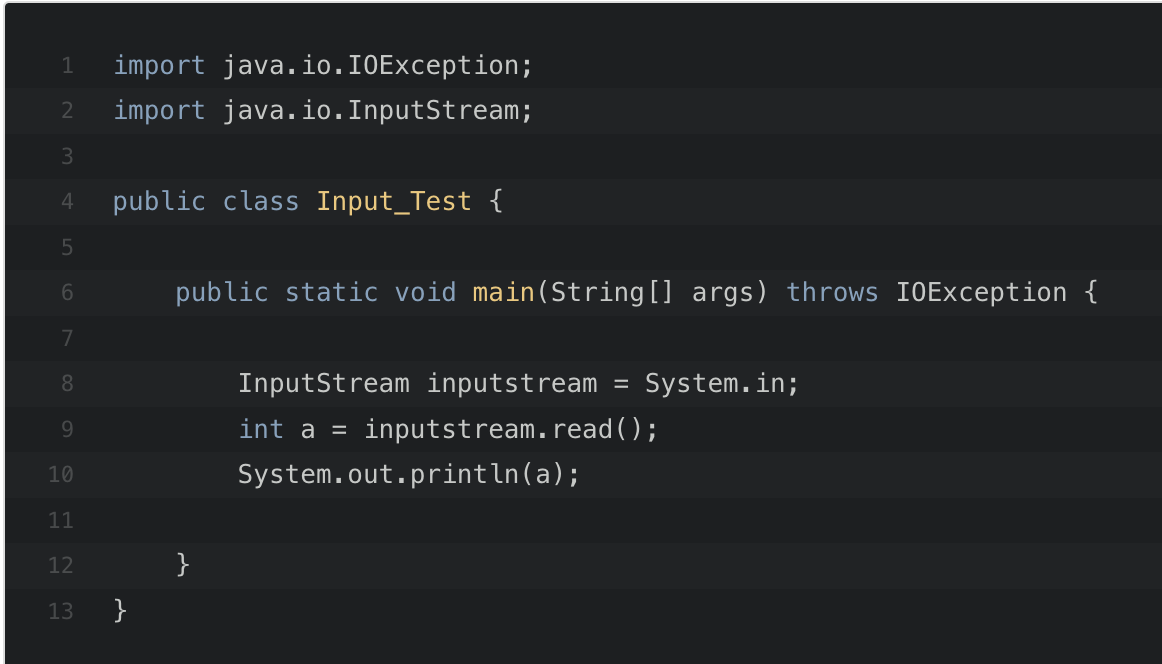 1 import java.io.IOException;
2 import java.io.InputStream;
3
4 public class Input_Test {
5
6     public static void main(String[] args) throws IOException {
7
8         InputStream inputstream = System.in;
9         int a = inputstream.read();
10         System.out.println(a);
11
12     }
13 }